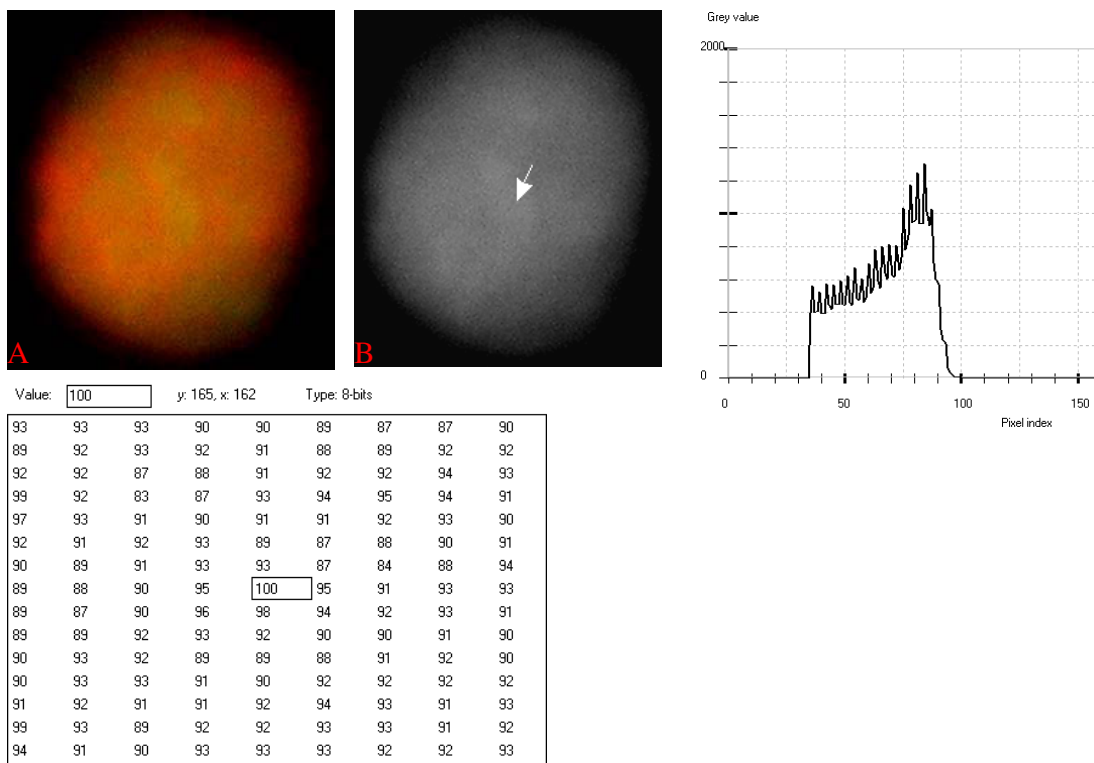 A
B
Grey value
2000
0
0 50 100 150
Pixel index
Value: 100 y: 165, x: 162 Type: 8-bits
93 93 93 90 90 89 87 87 90
89 92 93 92 91 88 89 92 92
92 92 87 88 91 92 92 94 93
99 92 83 87 93 94 95 94 91
97 93 91 90 91 91 92 93 90
92 91 92 93 89 87 88 90 91
90 89 91 93 93 87 84 88 94
89 88 90 95 100 95 91 93 93
89 87 90 96 98 94 92 93 91
89 89 92 93 92 90 90 91 90
90 93 92 89 89 88 91 92 90
90 93 93 91 90 92 92 92 92
91 92 91 91 92 94 93 91 93
99 93 89 92 92 93 93 91 92
94 91 90 93 93 93 92 92 93